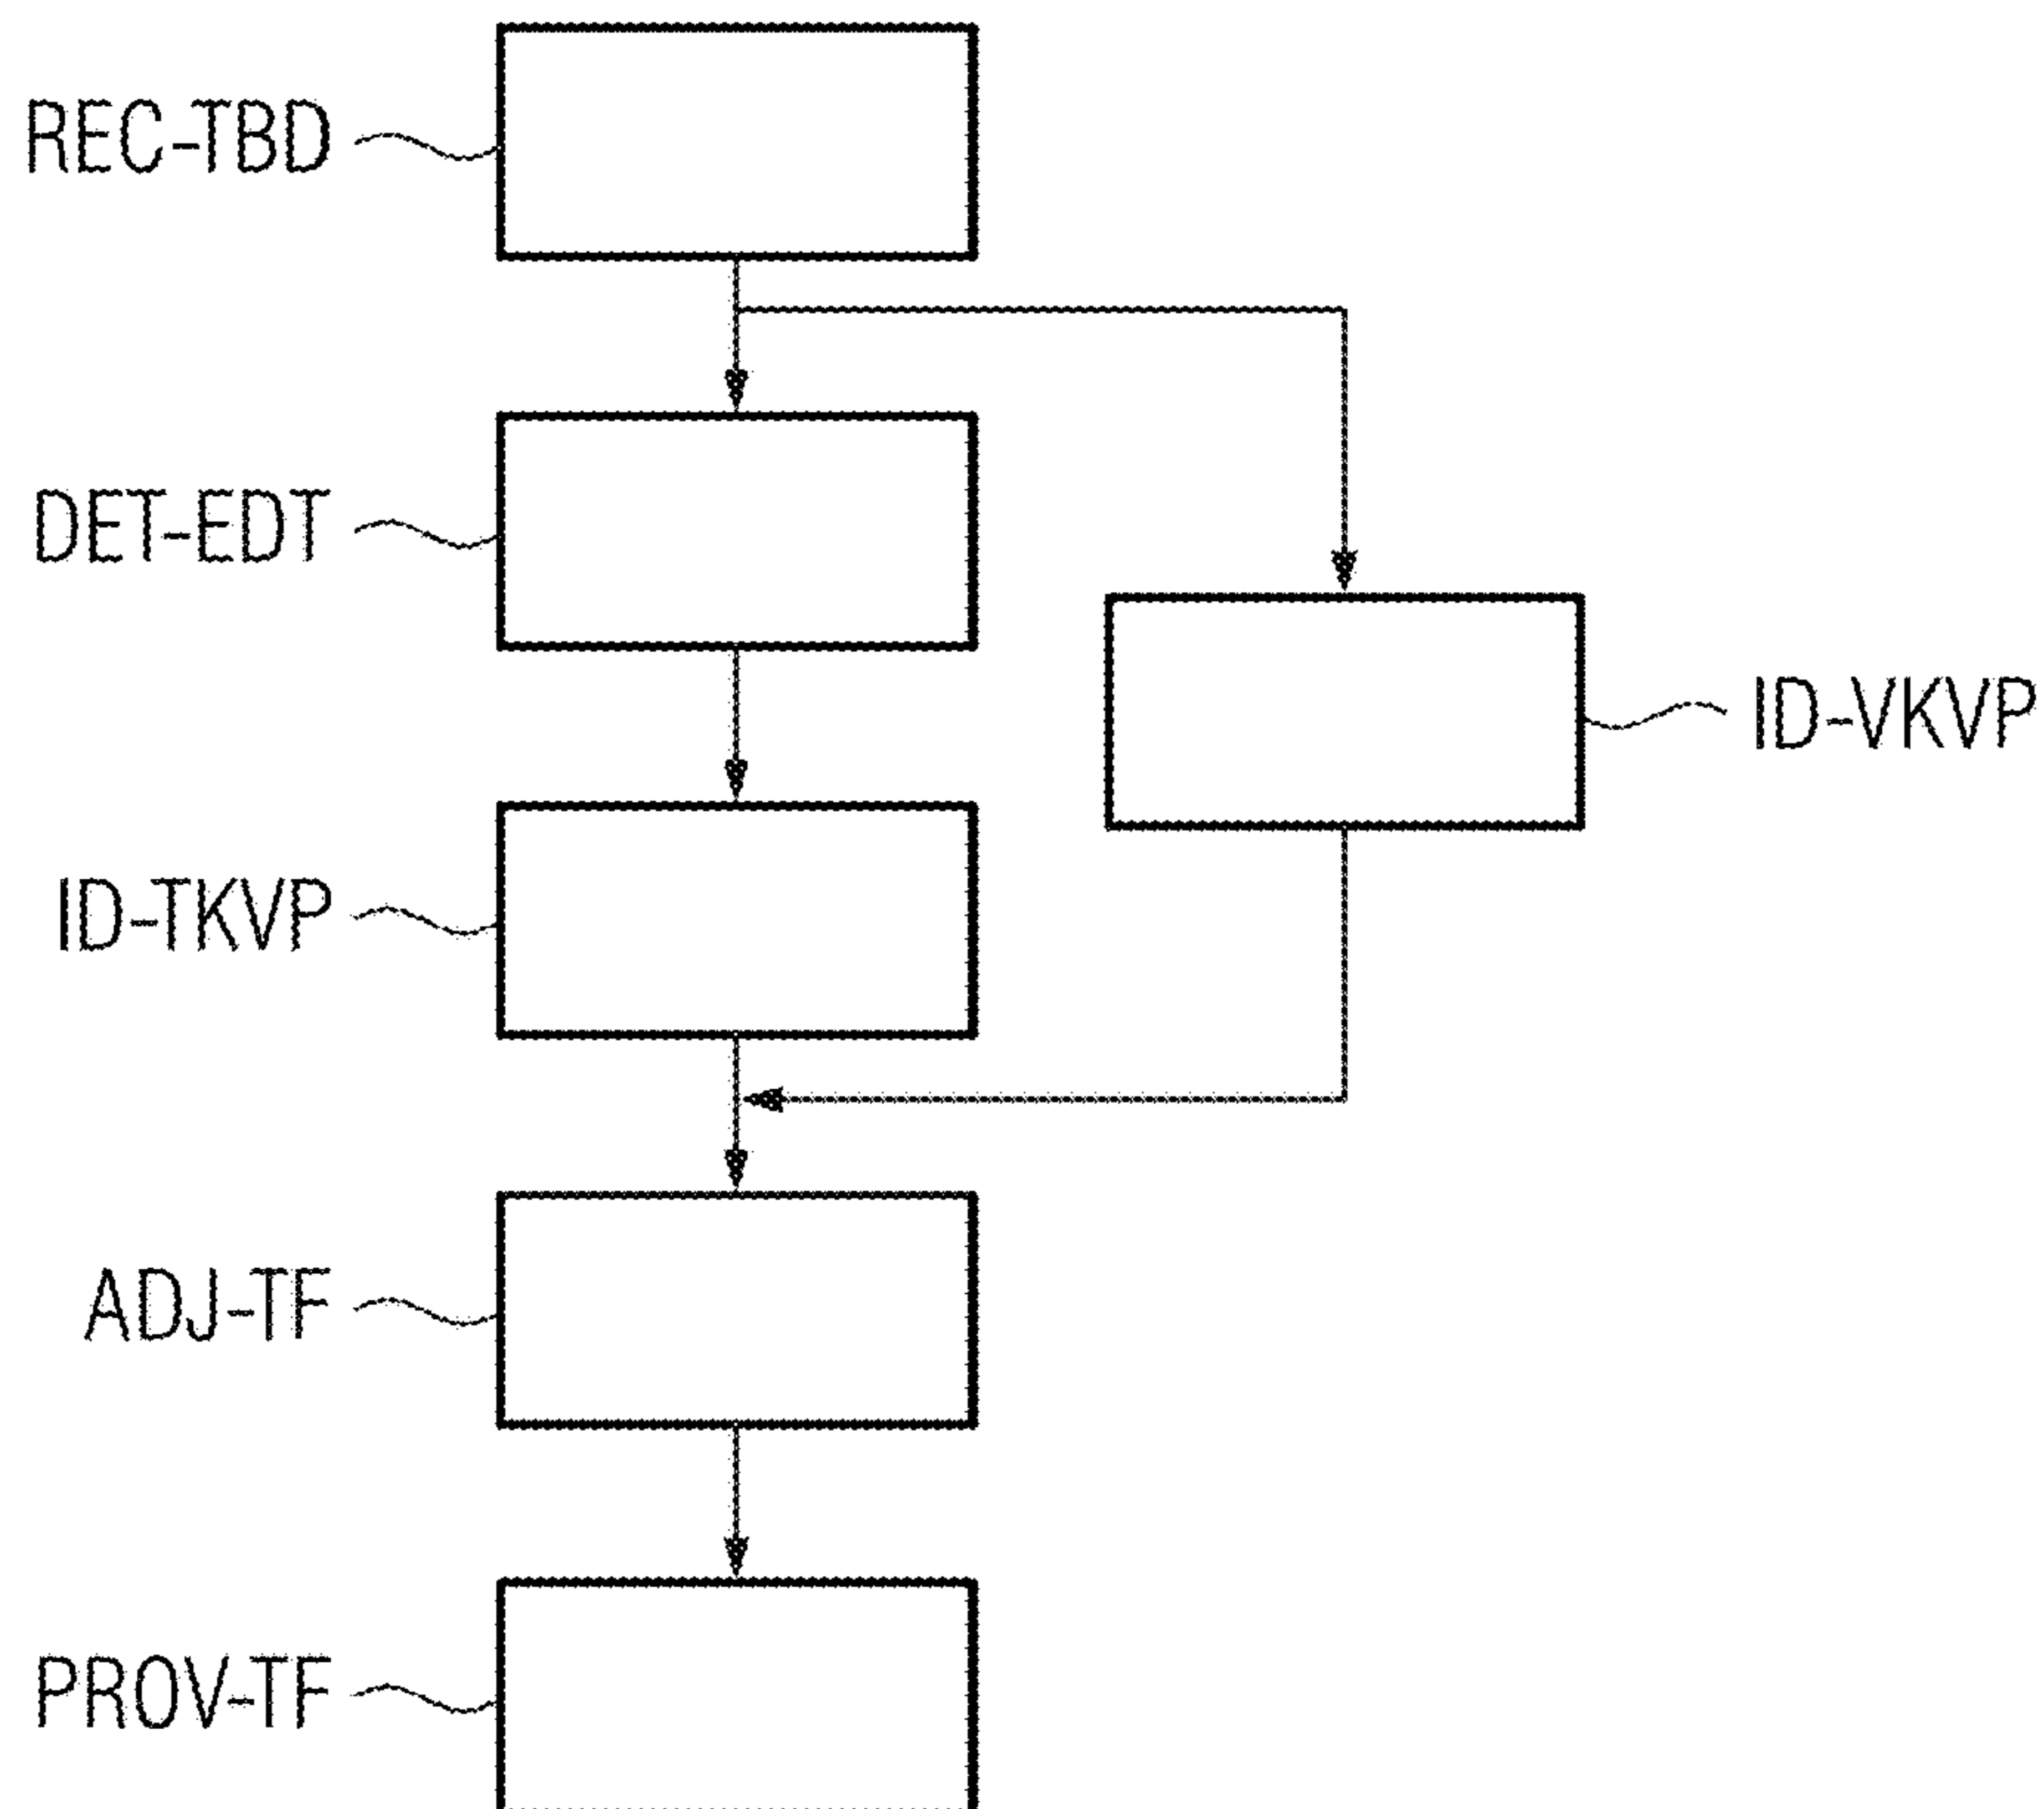 REC-TBD
DET-EDT
ID-VKVP
ID-TKVP
ADJ-TF
PROV-TF